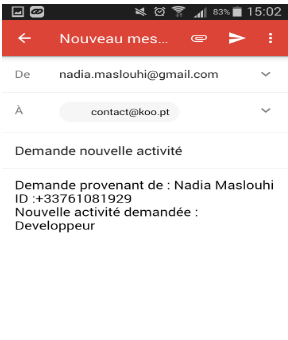 83% 15:02
Nouveau mes...
De nadia.maslouhi@gmail.com
À contact@koo.pt
Demande nouvelle activité
Demande provenant de : Nadia Maslouhi
ID :+33761081929
Nouvelle activité demandée :
Developpeur